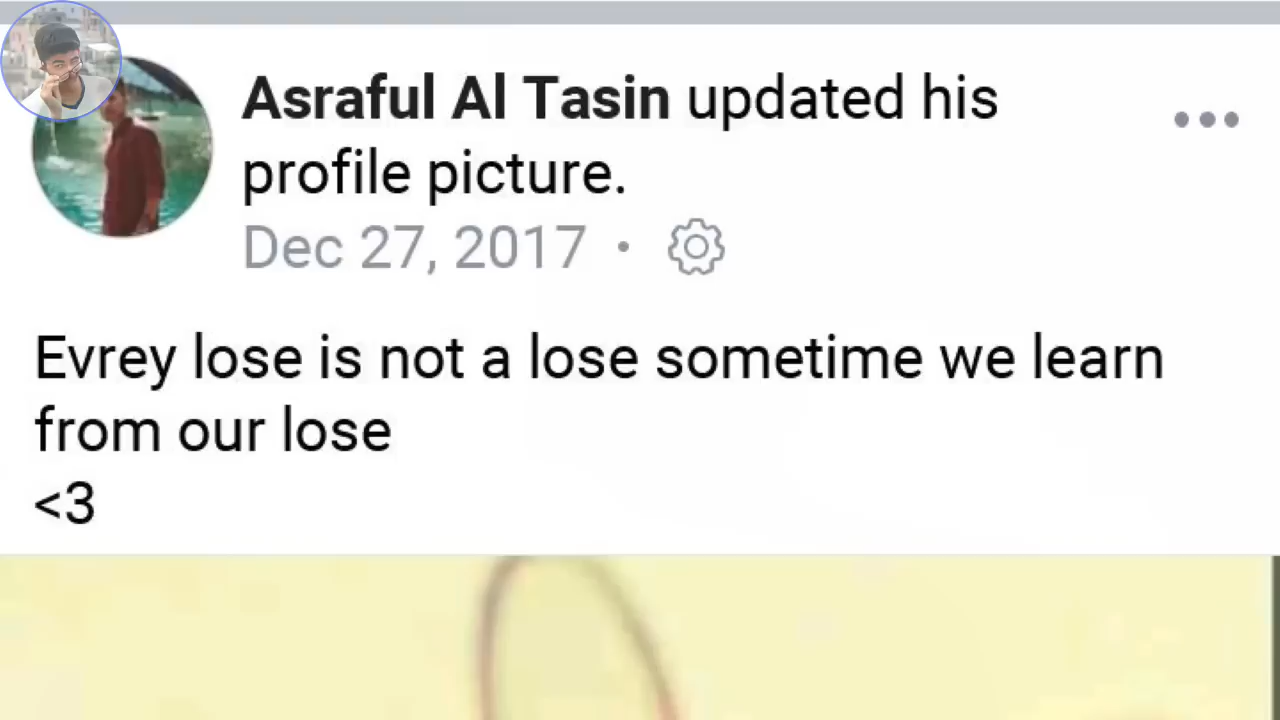 Asraful Al Tasin updated his
profile picture.
Dec 27, 2017 ·
Evrey lose is not a lose sometime we learn
from our lose
<3